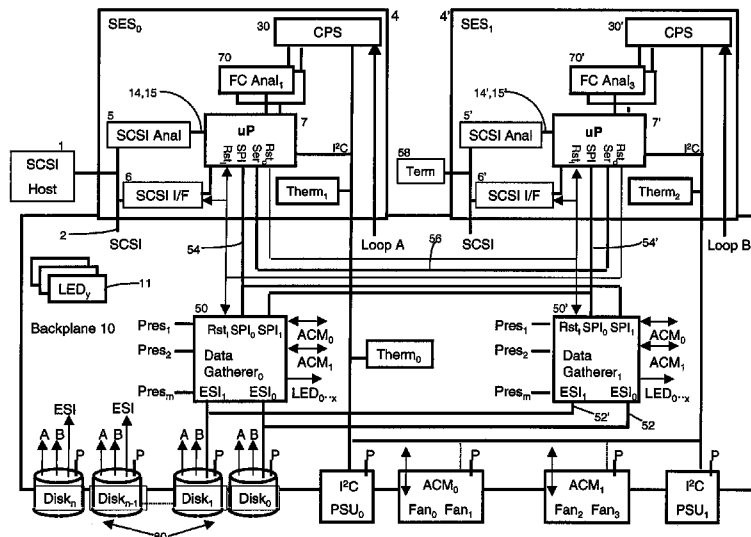 SES0
30
CPS
4
4'
SES1
30'
CPS
70
FC Anal1
70'
FC Anal3
14,15
14',15'
1
SCSI Host
5
SCSI Anal
uP
7
I²C
Rst1 SPI Ser Rst0
6
SCSI I/F
Therm1
58
Term
5'
SCSI Anal
uP
7'
I²C
Rst1 SPI Ser Rst0
6'
SCSI I/F
Therm2
2
SCSI
54
Loop A
56
SCSI
54'
Loop B
LEDy
11
Backplane 10
50
Pres1
Pres2
Presm
Rst1 SPI0 SPI1
Data
Gatherer0
ESI1 ESI0
ACM0
ACM1
LED0··x
Therm0
50'
Pres1
Pres2
Presm
Rst1 SPI0 SPI1
Data
Gatherer1
ESI1 ESI0
ACM0
ACM1
LED0··x
52'
52
ESI
ESI
A B
A B
A B
A B
P
P
P
P
P
P
P
P
Diskn
Diskn-1
Disk1
Disk0
I²C
PSU0
ACM0
Fan0 Fan1
ACM1
Fan2 Fan3
I²C
PSU1